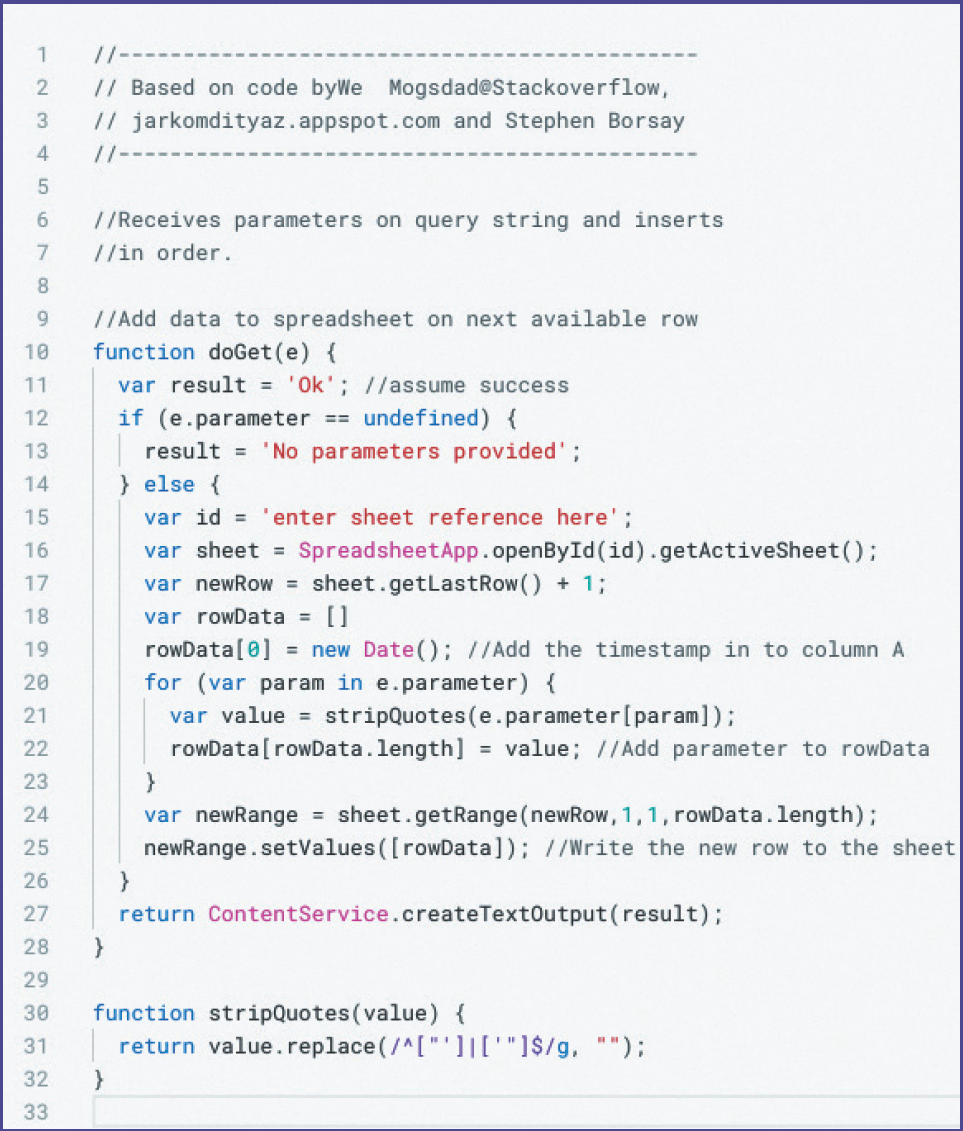 1 //---------------------------------------------
2 // Based on code byWe  Mogsdad@Stackoverflow,
3 // jarkomdityaz.appspot.com and Stephen Borsay
4 //---------------------------------------------
5
6 //Receives parameters on query string and inserts
7 //in order.
8
9 //Add data to spreadsheet on next available row
10 function doGet(e) {
11   var result = 'Ok'; //assume success
12   if (e.parameter == undefined) {
13     result = 'No parameters provided';
14   } else {
15     var id = 'enter sheet reference here';
16     var sheet = SpreadsheetApp.openById(id).getActiveSheet();
17     var newRow = sheet.getLastRow() + 1;
18     var rowData = []
19     rowData[0] = new Date(); //Add the timestamp in to column A
20     for (var param in e.parameter) {
21       var value = stripQuotes(e.parameter[param]);
22       rowData[rowData.length] = value; //Add parameter to rowData
23     }
24     var newRange = sheet.getRange(newRow,1,1,rowData.length);
25     newRange.setValues([rowData]); //Write the new row to the sheet
26   }
27   return ContentService.createTextOutput(result);
28 }
29
30 function stripQuotes(value) {
31   return value.replace(/^["']|['"]$/g, "");
32 }
33